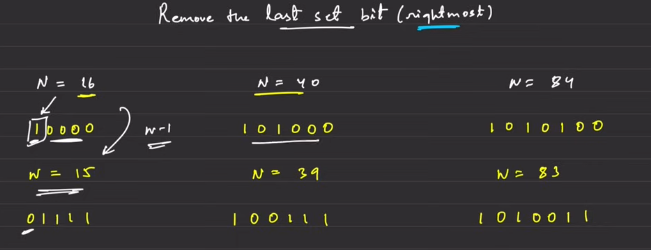 Remove the last set bit (rightmost)
N = 16 N = 40 N = 84
10000 n-1 101000 1010100
N = 15 N = 39 N = 83
01111 100111 1010011